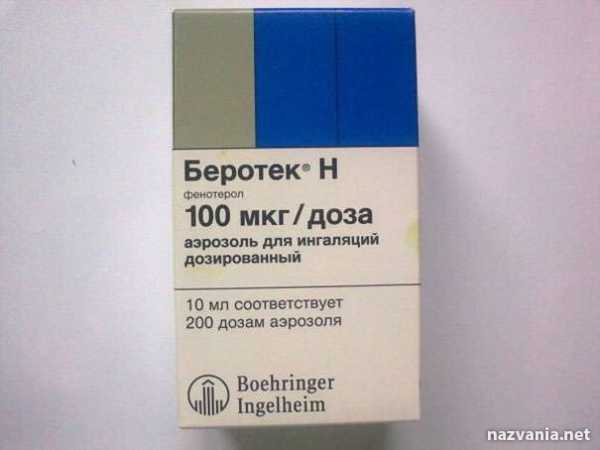 Беротек® Н
фенотерол
100 мкг/доза
аэрозоль для ингаляций
дозированный
10 мл соответствует
200 дозам аэрозоля
Boehringer
Ingelheim
nazvania.net